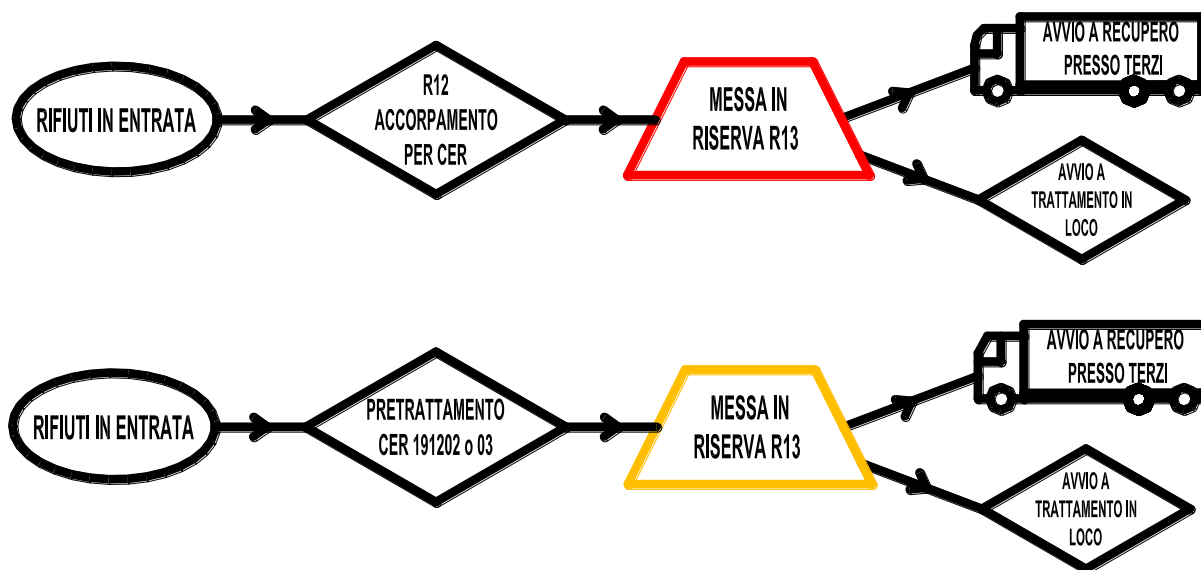 RIFIUTI IN ENTRATA
R12
ACCORPAMENTO
PER CER
MESSA IN
RISERVA R13
AVVIO A RECUPERO
PRESSO TERZI
AVVIO A
TRATTAMENTO IN
LOCO
RIFIUTI IN ENTRATA
PRETRATTAMENTO
CER 191202 o 03
MESSA IN
RISERVA R13
AVVIO A RECUPERO
PRESSO TERZI
AVVIO A
TRATTAMENTO IN
LOCO